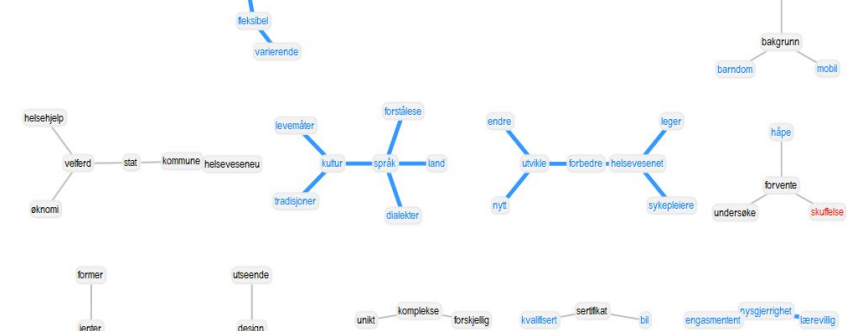 fleksibel
varierende
bakgrunn
barndom
mobil
helsehjelp
velferd
stat
kommune
helseveseneu
øknomi
levemåter
forstålese
kultur
språk
land
tradisjoner
dialekter
endre
leger
utvikle
forbedre
helsevesenet
nytt
sykepleiere
håpe
forvente
undersøke
skuffelse
former
jenter
utseende
design
unikt
komplekse
forskjellig
kvalifisert
sertifikat
bil
engasmentent
nysgjerrighet
lærevillig